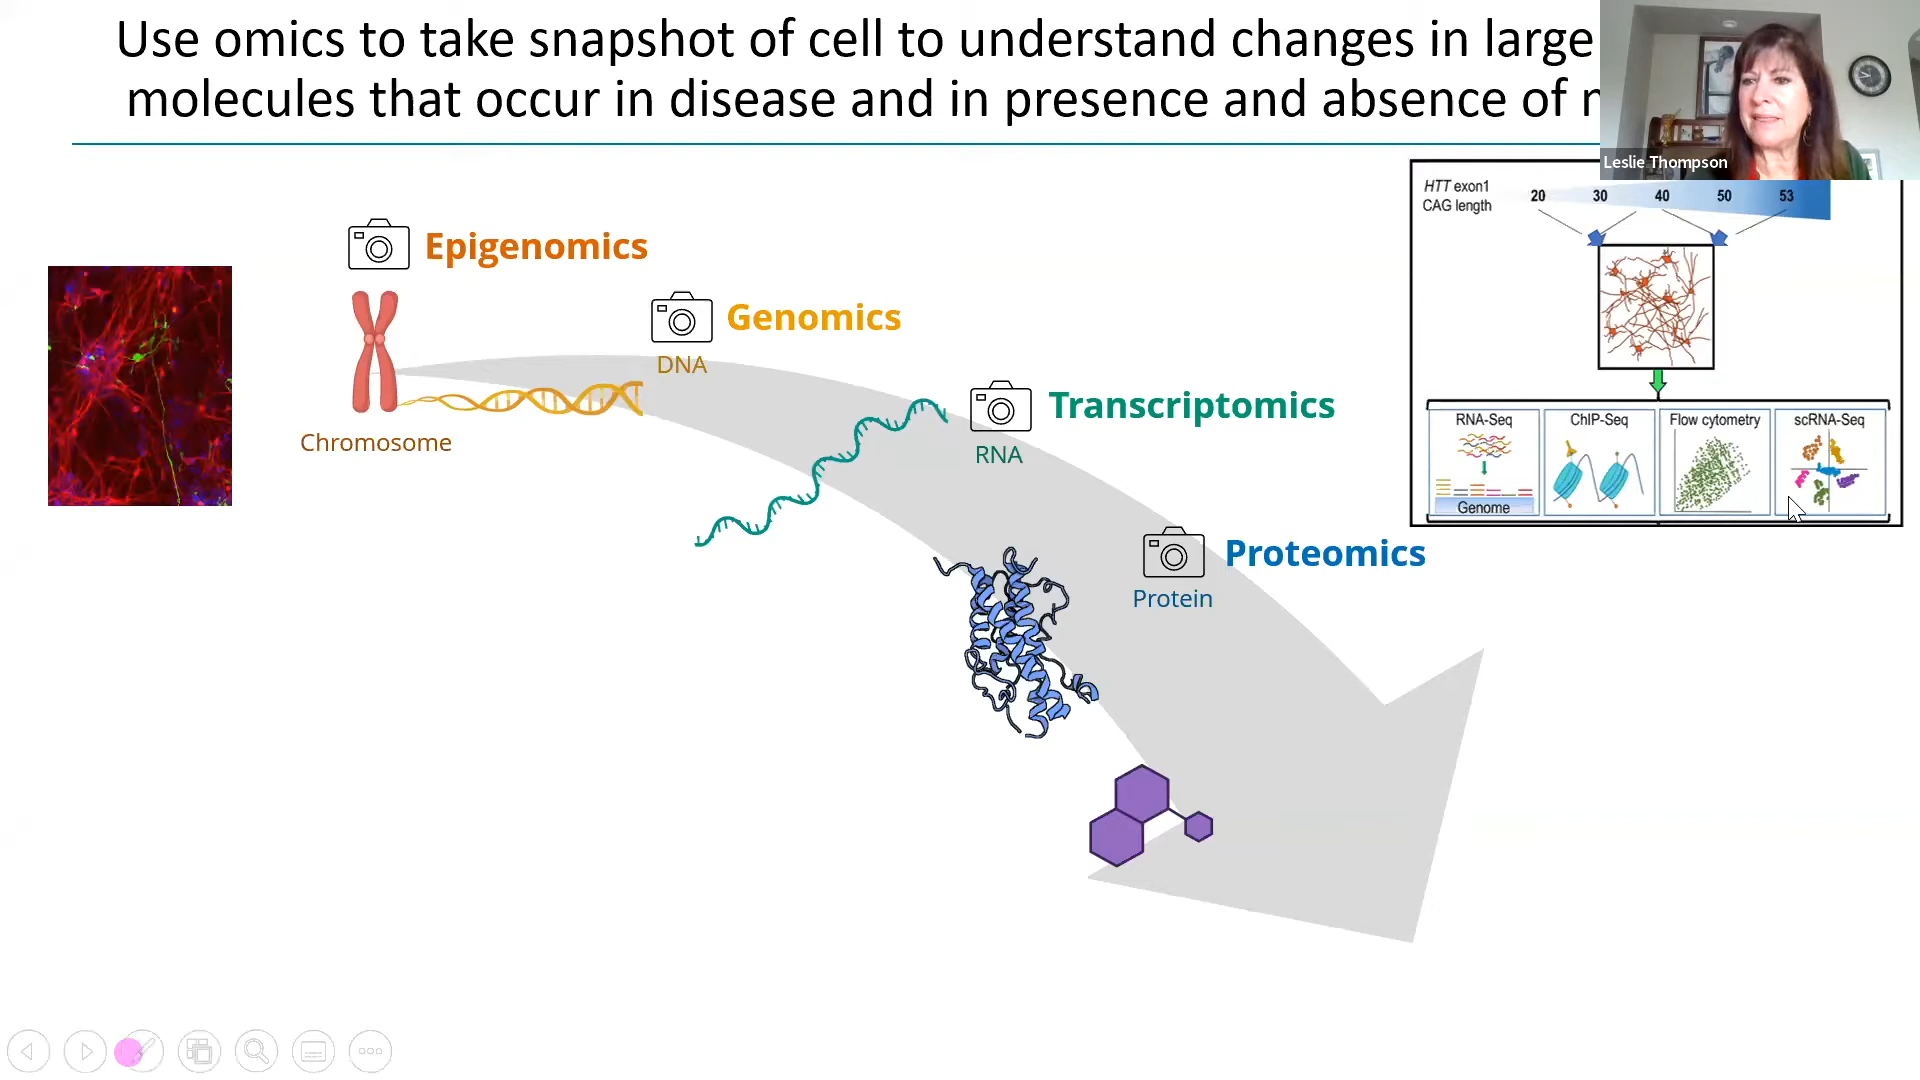 Use omics to take snapshot of cell to understand changes in large
molecules that occur in disease and in presence and absence of
Leslie Thompson
HTT exon1
CAG length
20 30 40 50 53
Epigenomics
Genomics
DNA
Transcriptomics
RNA
Chromosome
RNA-Seq ChIP-Seq Flow cytometry scRNA-Seq
Genome
Proteomics
Protein